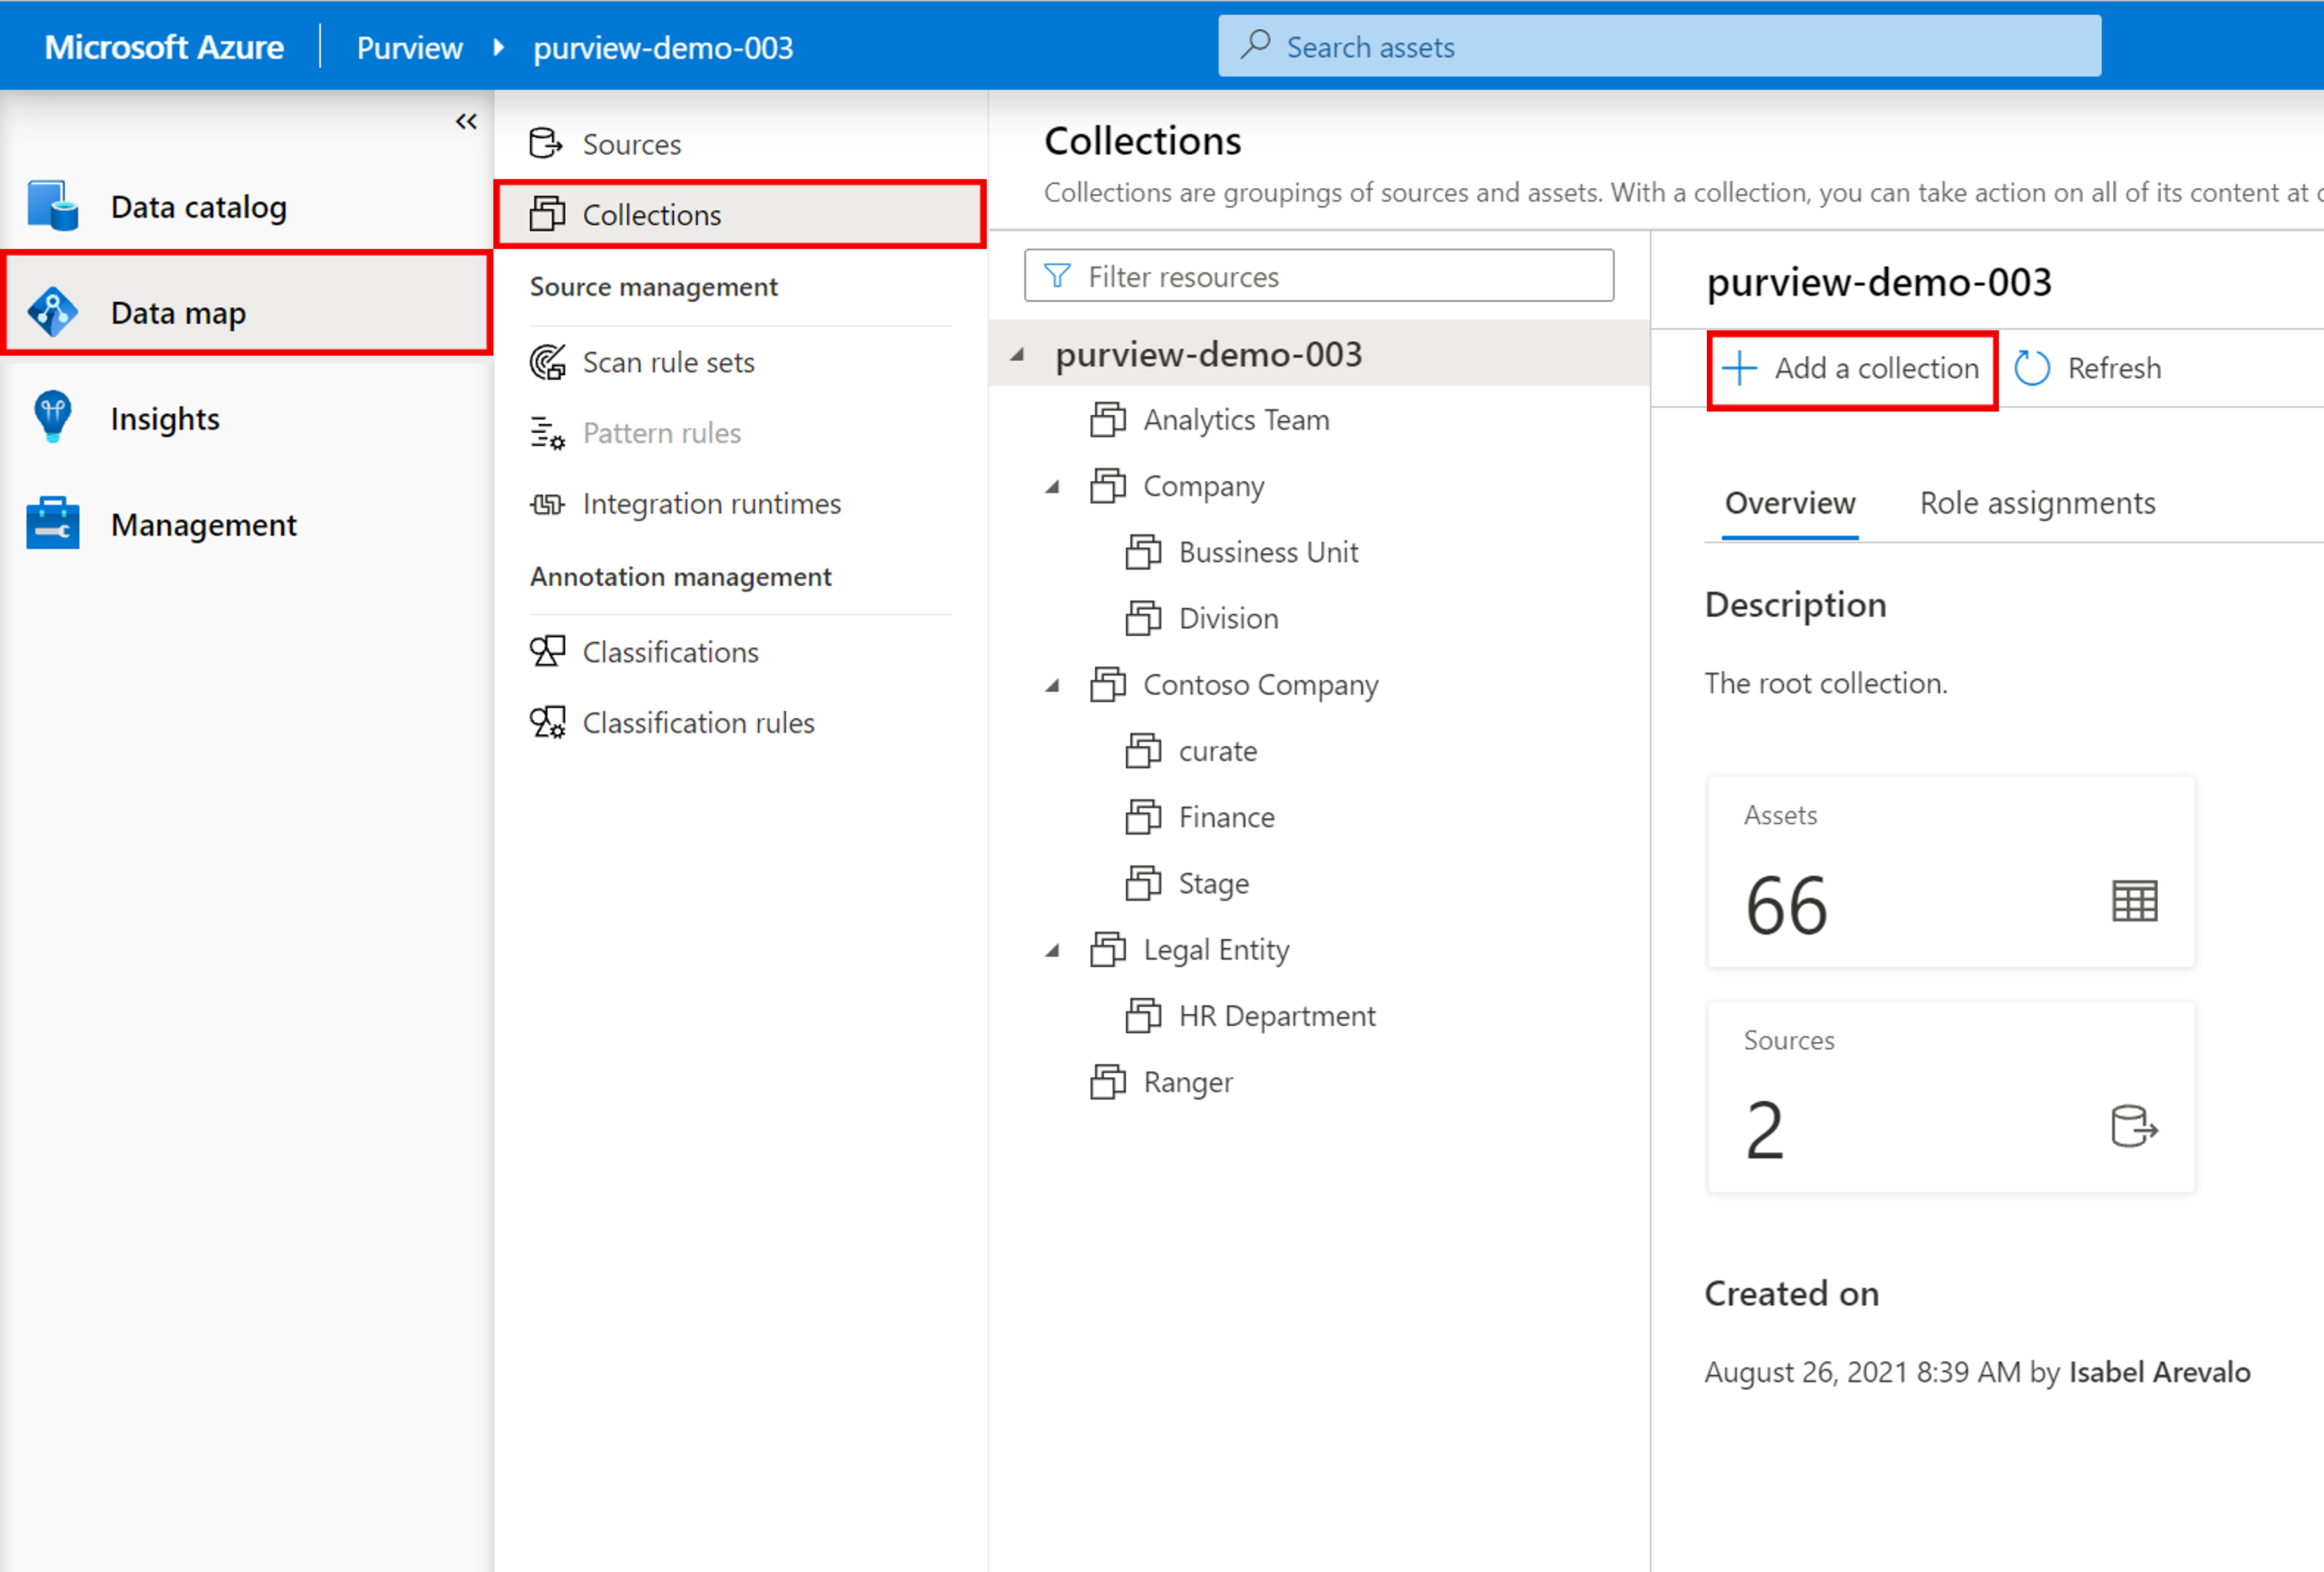 Microsoft Azure
Purview
purview-demo-003
Search assets
Data catalog
Data map
Insights
Management
Sources
Collections
Source management
Scan rule sets
Pattern rules
Integration runtimes
Annotation management
Classifications
Classification rules
Collections
Collections are groupings of sources and assets. With a collection, you can take action on all of its content at
Filter resources
purview-demo-003
Analytics Team
Company
Bussiness Unit
Division
Contoso Company
curate
Finance
Stage
Legal Entity
HR Department
Ranger
purview-demo-003
Add a collection
Refresh
Overview
Role assignments
Description
The root collection.
Assets
66
Sources
2
Created on
August 26, 2021 8:39 AM by Isabel Arevalo